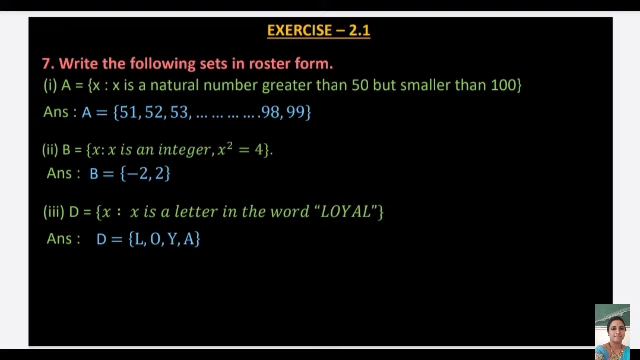 EXERCISE – 2.1
7. Write the following sets in roster form.
(i) A = {x : x is a natural number greater than 50 but smaller than 100}
Ans : A = {51, 52, 53, … … … … .98, 99}
(ii) B = {x: x is an integer, x² = 4}.
Ans : B = {−2, 2}
(iii) D = {x ∶ x is a letter in the word "LOYAL"}
Ans : D = {L, O, Y, A}